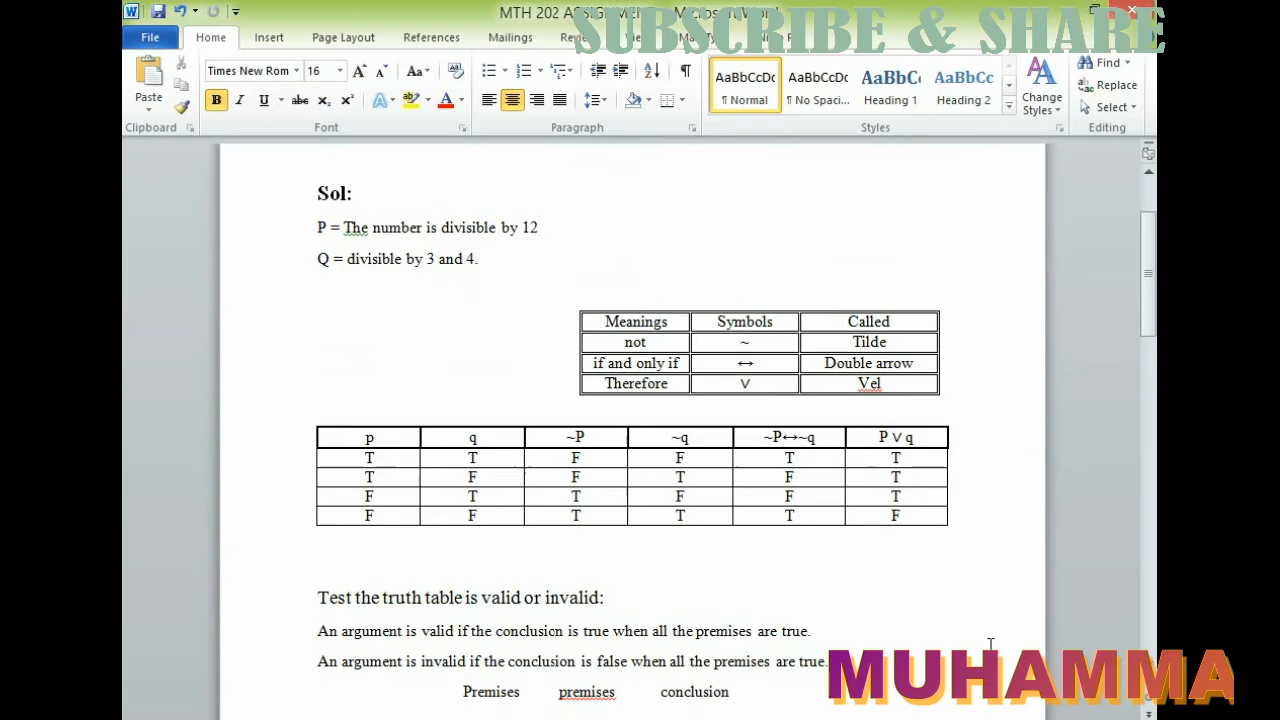 MTH 202 ASSIGNMENT - Microsoft Word
SUBSCRIBE & SHARE
File Home Insert Page Layout References Mailings
Times New Rom 16 Aa
AaBbCcDc AaBbCcDc AaBbC AaBbCc
Paste B I U abc A
¶ Normal ¶ No Spaci... Heading 1 Heading 2
Change Styles
Find
Replace
Select
Clipboard Font Paragraph Styles Editing
Sol:
P = The number is divisible by 12
Q = divisible by 3 and 4.
Meanings Symbols Called
not ~ Tilde
if and only if ↔ Double arrow
Therefore V Vel
p q ~P ~q ~P↔~q P V q
T T F F T T
T F F T F T
F T T F F T
F F T T T F
Test the truth table is valid or invalid:
An argument is valid if the conclusion is true when all the premises are true.
An argument is invalid if the conclusion is false when all the premises are true.
Premises premises conclusion
MUHAMMA